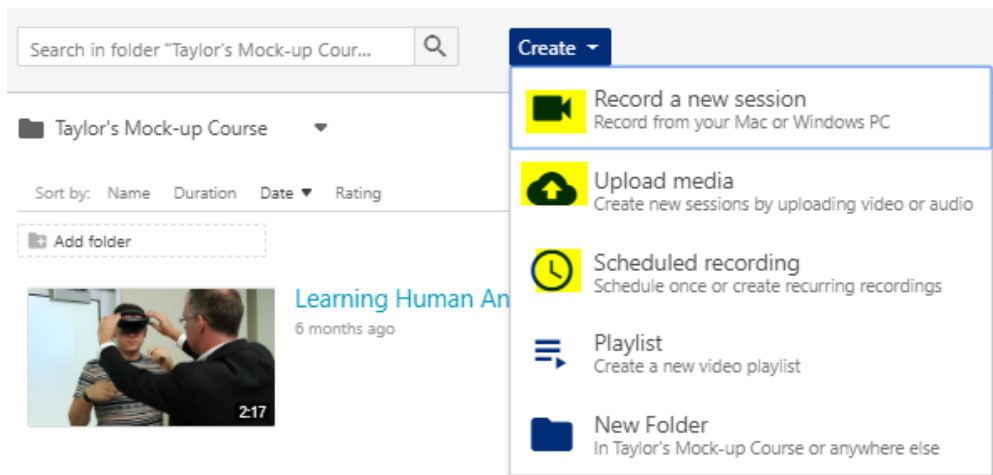 Search in folder "Taylor's Mock-up Cour...
Create
Record a new session
Record from your Mac or Windows PC
Taylor's Mock-up Course
Sort by: Name Duration Date Rating
Upload media
Create new sessions by uploading video or audio
Add folder
Scheduled recording
Schedule once or create recurring recordings
Learning Human An
6 months ago
2:17
Playlist
Create a new video playlist
New Folder
In Taylor's Mock-up Course or anywhere else